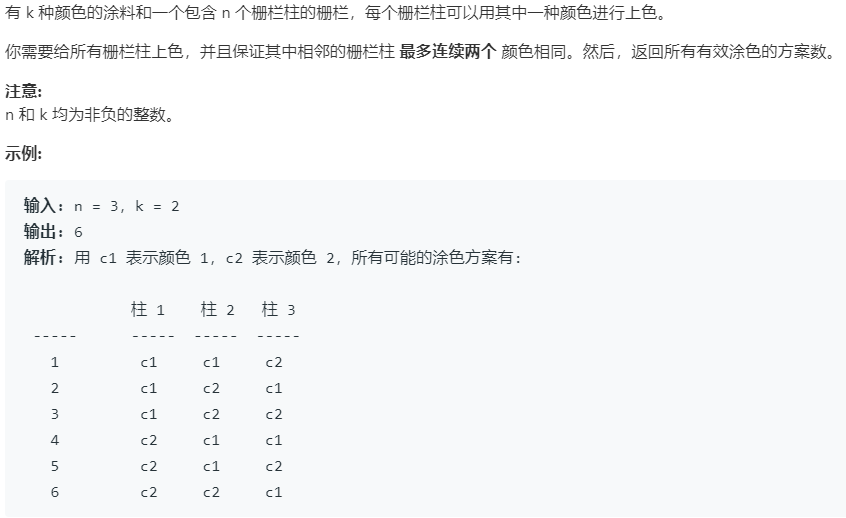 有 k 种颜色的涂料和一个包含 n 个栅栏柱的栅栏，每个栅栏柱可以用其中一种颜色进行上色。
你需要给所有栅栏柱上色，并且保证其中相邻的栅栏柱 最多连续两个 颜色相同。然后，返回所有有效涂色的方案数。
注意:
n 和 k 均为非负的整数。
示例:
输入: n = 3, k = 2
输出: 6
解析: 用 c1 表示颜色 1, c2 表示颜色 2, 所有可能的涂色方案有:
柱 1 柱 2 柱 3
----- ----- ----- -----
1 c1 c1 c2
2 c1 c2 c1
3 c1 c2 c2
4 c2 c1 c1
5 c2 c1 c2
6 c2 c2 c1